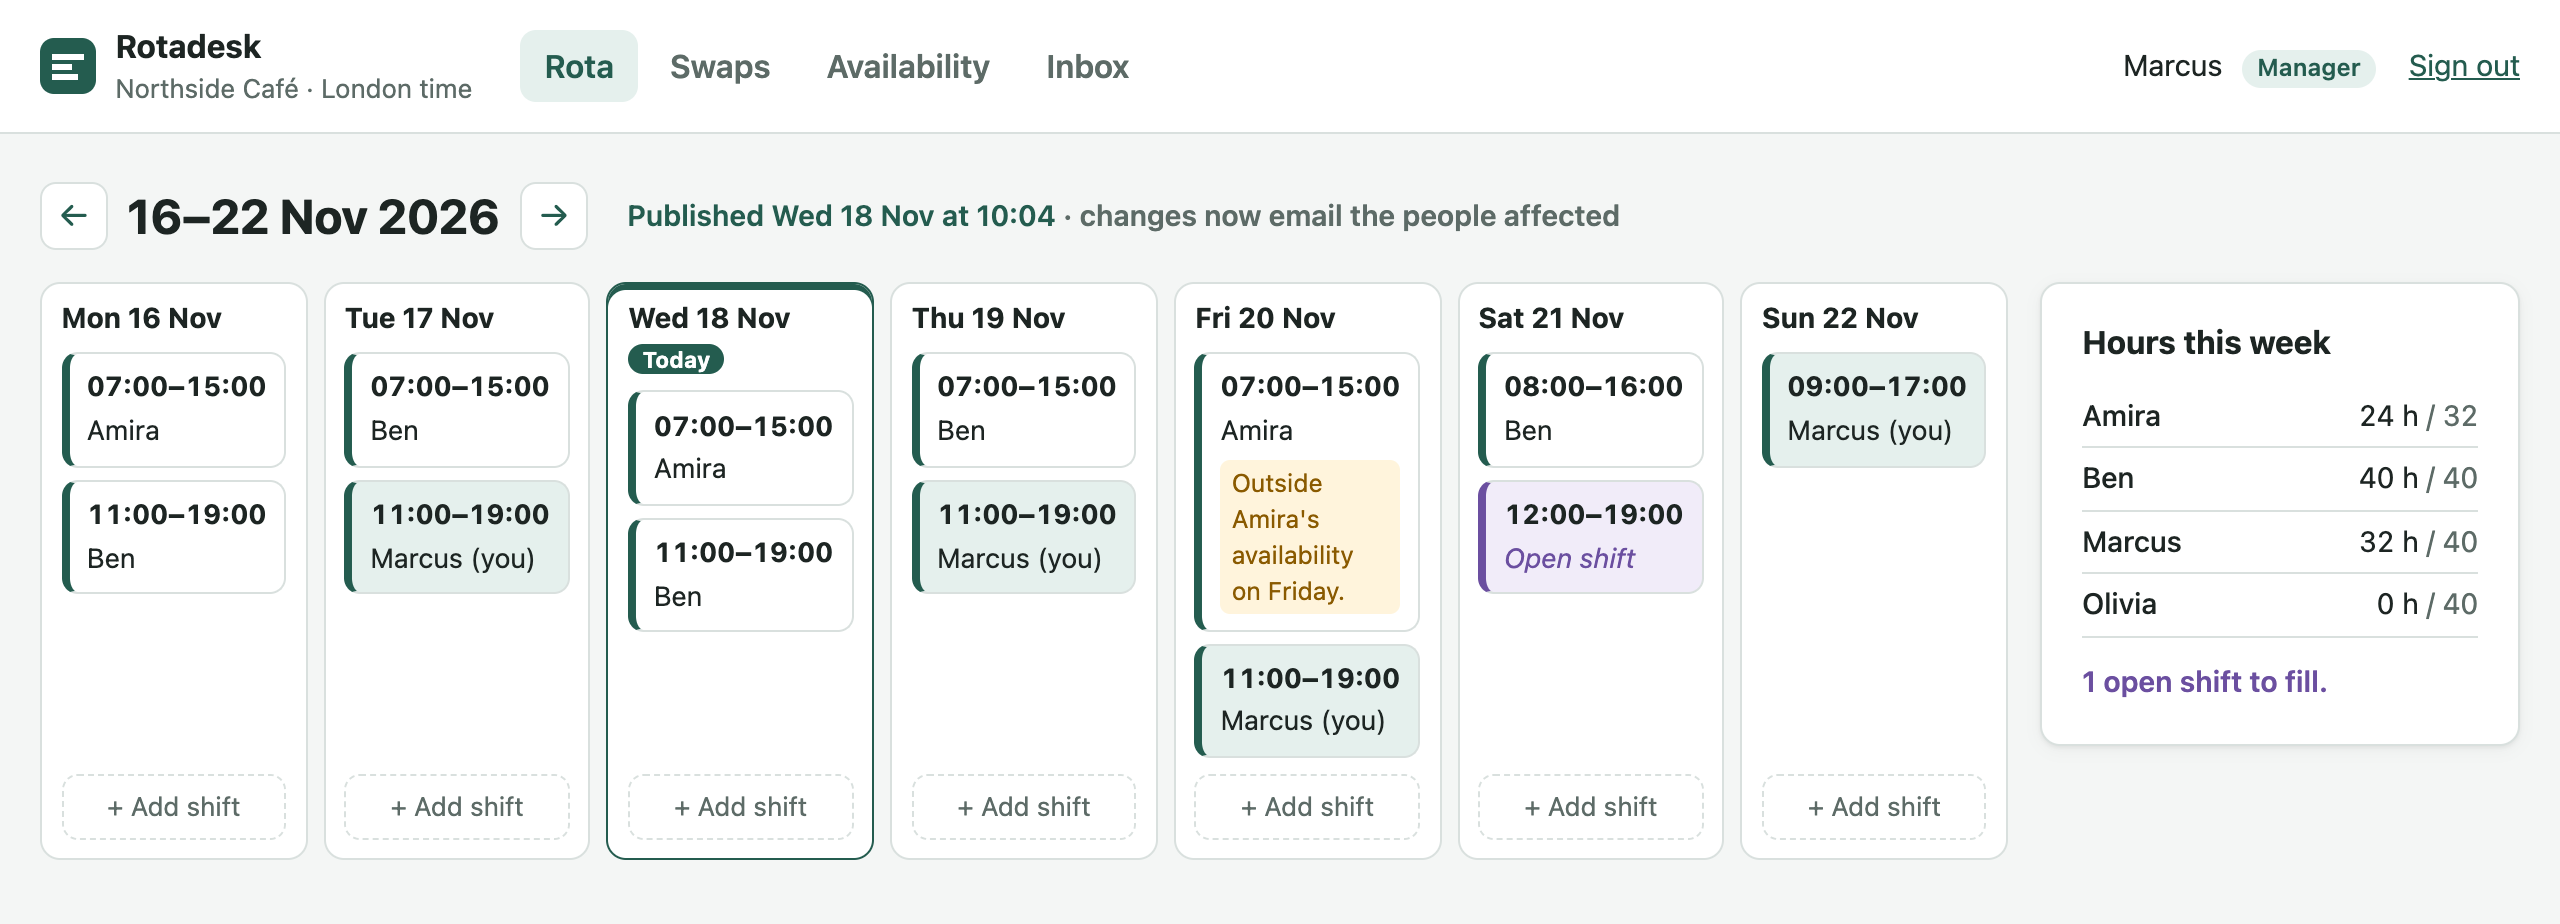 Rotadesk
Northside Café · London time
Rota
Swaps
Availability
Inbox
Marcus
Manager
Sign out
←
16–22 Nov 2026
→
Published Wed 18 Nov at 10:04 · changes now email the people affected
Mon 16 Nov
07:00–15:00
Amira
11:00–19:00
Ben
+ Add shift
Tue 17 Nov
07:00–15:00
Ben
11:00–19:00
Marcus (you)
+ Add shift
Wed 18 Nov
Today
07:00–15:00
Amira
11:00–19:00
Ben
+ Add shift
Thu 19 Nov
07:00–15:00
Ben
11:00–19:00
Marcus (you)
+ Add shift
Fri 20 Nov
07:00–15:00
Amira
Outside
Amira's
availability
on Friday.
11:00–19:00
Marcus (you)
+ Add shift
Sat 21 Nov
08:00–16:00
Ben
12:00–19:00
Open shift
+ Add shift
Sun 22 Nov
09:00–17:00
Marcus (you)
+ Add shift
Hours this week
Amira 24 h / 32
Ben 40 h / 40
Marcus 32 h / 40
Olivia 0 h / 40
1 open shift to fill.